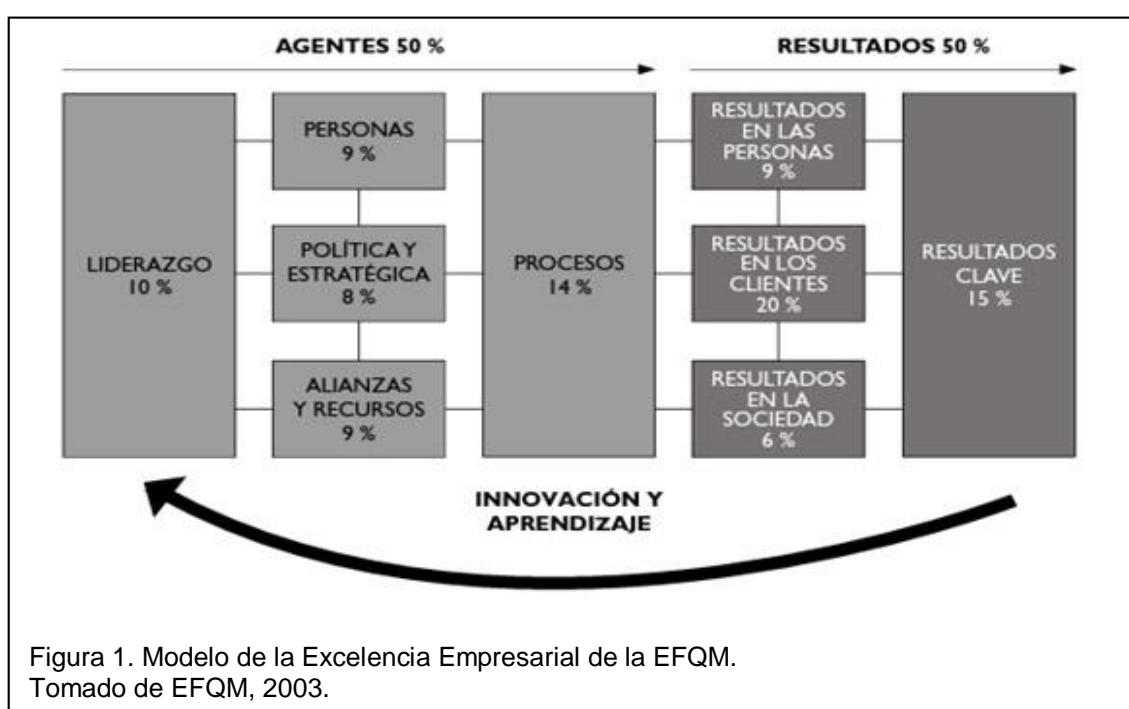 AGENTES 50 %
RESULTADOS 50 %
LIDERAZGO
10 %
PERSONAS
9 %
POLÍTICA Y
ESTRATÉGICA
8 %
ALIANZAS
Y RECURSOS
9 %
PROCESOS
14 %
RESULTADOS
EN LAS
PERSONAS
9 %
RESULTADOS
EN LOS
CLIENTES
20 %
RESULTADOS
EN LA
SOCIEDAD
6 %
RESULTADOS
CLAVE
15 %
INNOVACIÓN Y
APRENDIZAJE
Figura 1. Modelo de la Excelencia Empresarial de la EFQM.
Tomado de EFQM, 2003.